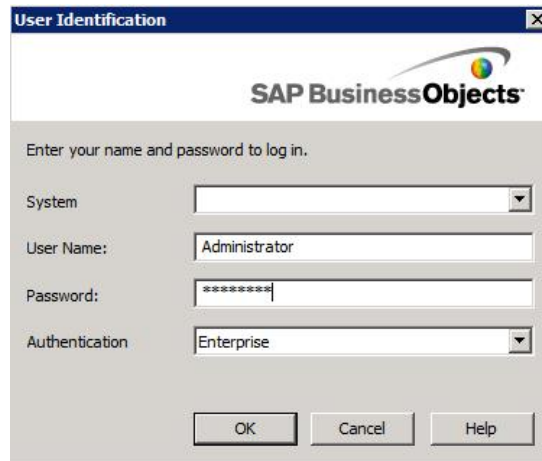 User Identification
SAP BusinessObjects
Enter your name and password to log in.
System
User Name: Administrator
Password: ********
Authentication Enterprise
OK Cancel Help